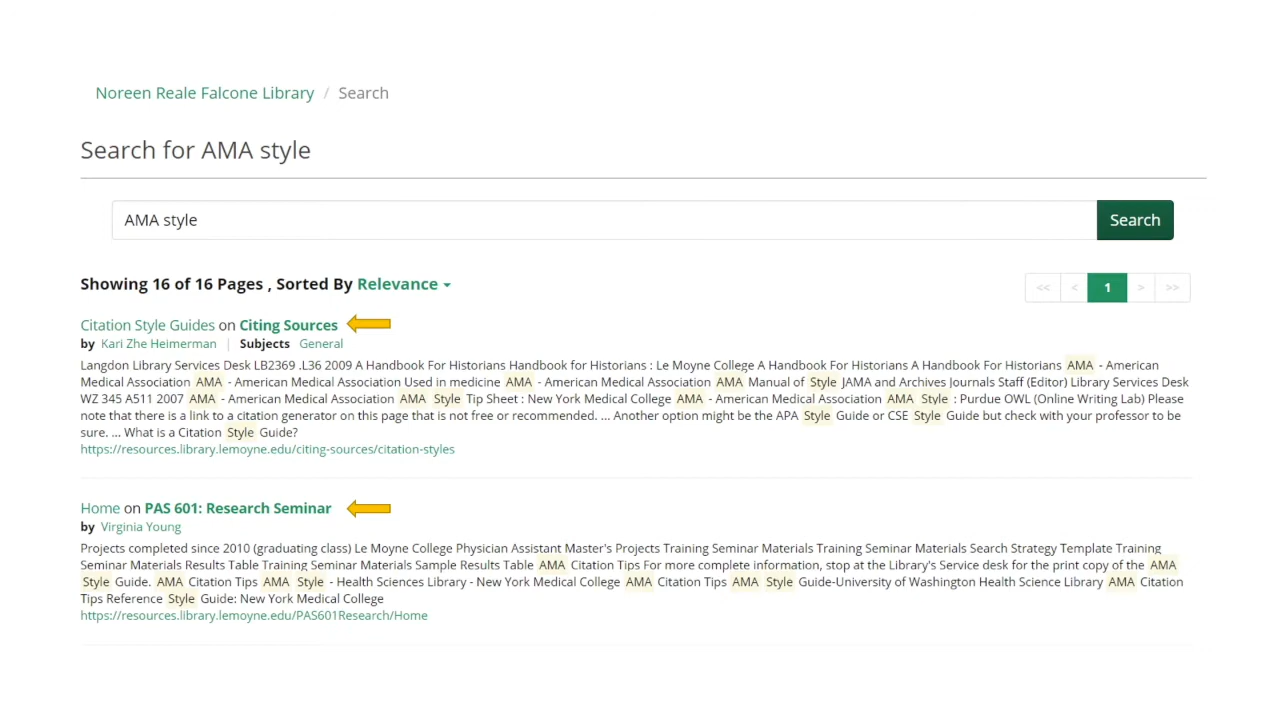 Noreen Reale Falcone Library / Search
Search for AMA style
AMA style
Search
Showing 16 of 16 Pages , Sorted By Relevance
<< < 1 > >>
Citation Style Guides on Citing Sources
by Kari Zhe Heimerman | Subjects General
Langdon Library Services Desk LB2369 .L36 2009 A Handbook For Historians Handbook for Historians : Le Moyne College A Handbook For Historians A Handbook For Historians AMA - American
Medical Association AMA - American Medical Association Used in medicine AMA - American Medical Association AMA Manual of Style JAMA and Archives Journals Staff (Editor) Library Services Desk
WZ 345 A511 2007 AMA - American Medical Association AMA Style Tip Sheet : New York Medical College AMA - American Medical Association AMA Style : Purdue OWL (Online Writing Lab) Please
note that there is a link to a citation generator on this page that is not free or recommended. ... Another option might be the APA Style Guide or CSE Style Guide but check with your professor to be
sure. ... What is a Citation Style Guide?
https://resources.library.lemoyne.edu/citing-sources/citation-styles
Home on PAS 601: Research Seminar
by Virginia Young
Projects completed since 2010 (graduating class) Le Moyne College Physician Assistant Master's Projects Training Seminar Materials Training Seminar Materials Search Strategy Template Training
Seminar Materials Results Table Training Seminar Materials Sample Results Table AMA Citation Tips For more complete information, stop at the Library's Service desk for the print copy of the AMA
Style Guide. AMA Citation Tips AMA Style - Health Sciences Library - New York Medical College AMA Citation Tips AMA Style Guide-University of Washington Health Science Library AMA Citation
Tips Reference Style Guide: New York Medical College
https://resources.library.lemoyne.edu/PAS601Research/Home